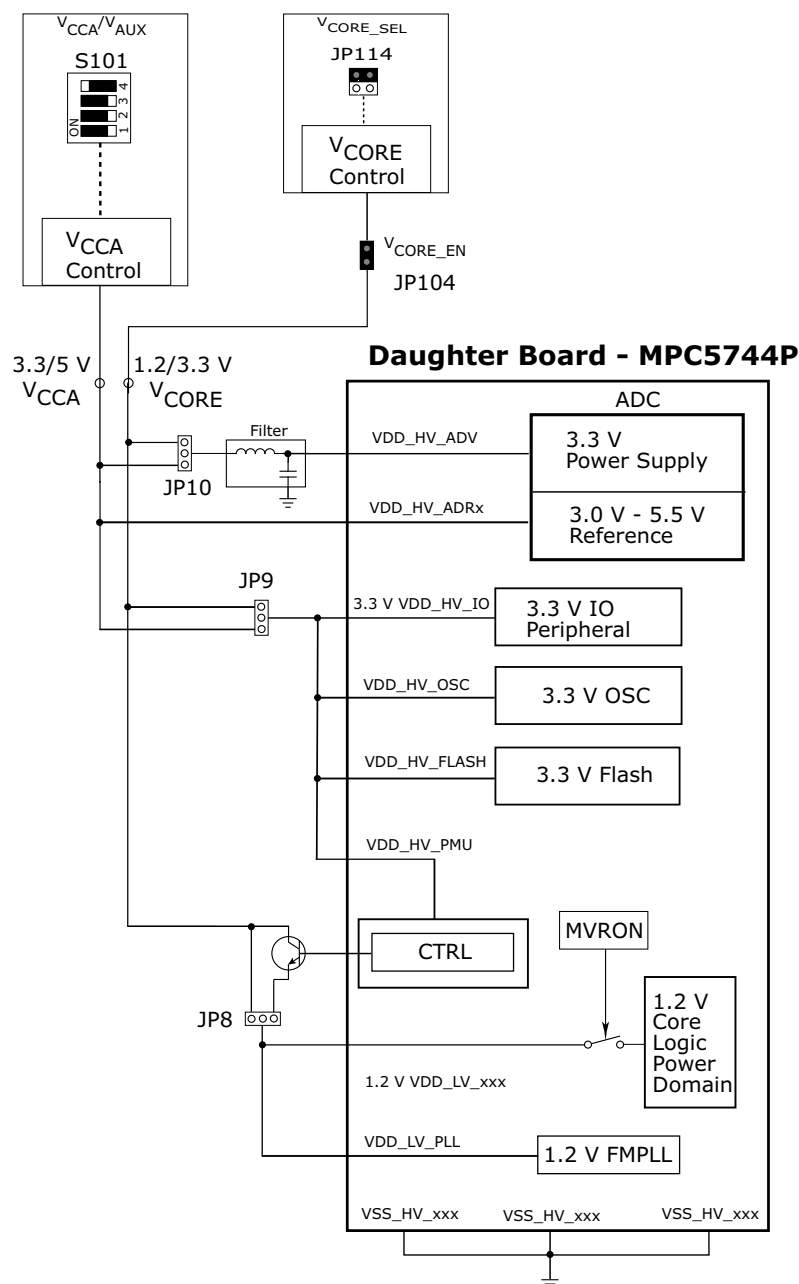 VCCA/VAUX
S101
4
3
2
1
ON
VCCA
Control
VCORE_SEL
JP114
VCORE
Control
VCORE_EN
JP104
3.3/5 V
VCCA
1.2/3.3 V
VCORE
Daughter Board - MPC5744P
ADC
Filter
JP10
VDD_HV_ADV
3.3 V
Power Supply
VDD_HV_ADRx
3.0 V - 5.5 V
Reference
JP9
3.3 V VDD_HV_IO
3.3 V IO
Peripheral
VDD_HV_OSC
3.3 V OSC
VDD_HV_FLASH
3.3 V Flash
VDD_HV_PMU
CTRL
MVRON
JP8
1.2 V
Core
Logic
Power
Domain
1.2 V VDD_LV_xxx
VDD_LV_PLL
1.2 V FMPLL
VSS_HV_xxx
VSS_HV_xxx
VSS_HV_xxx